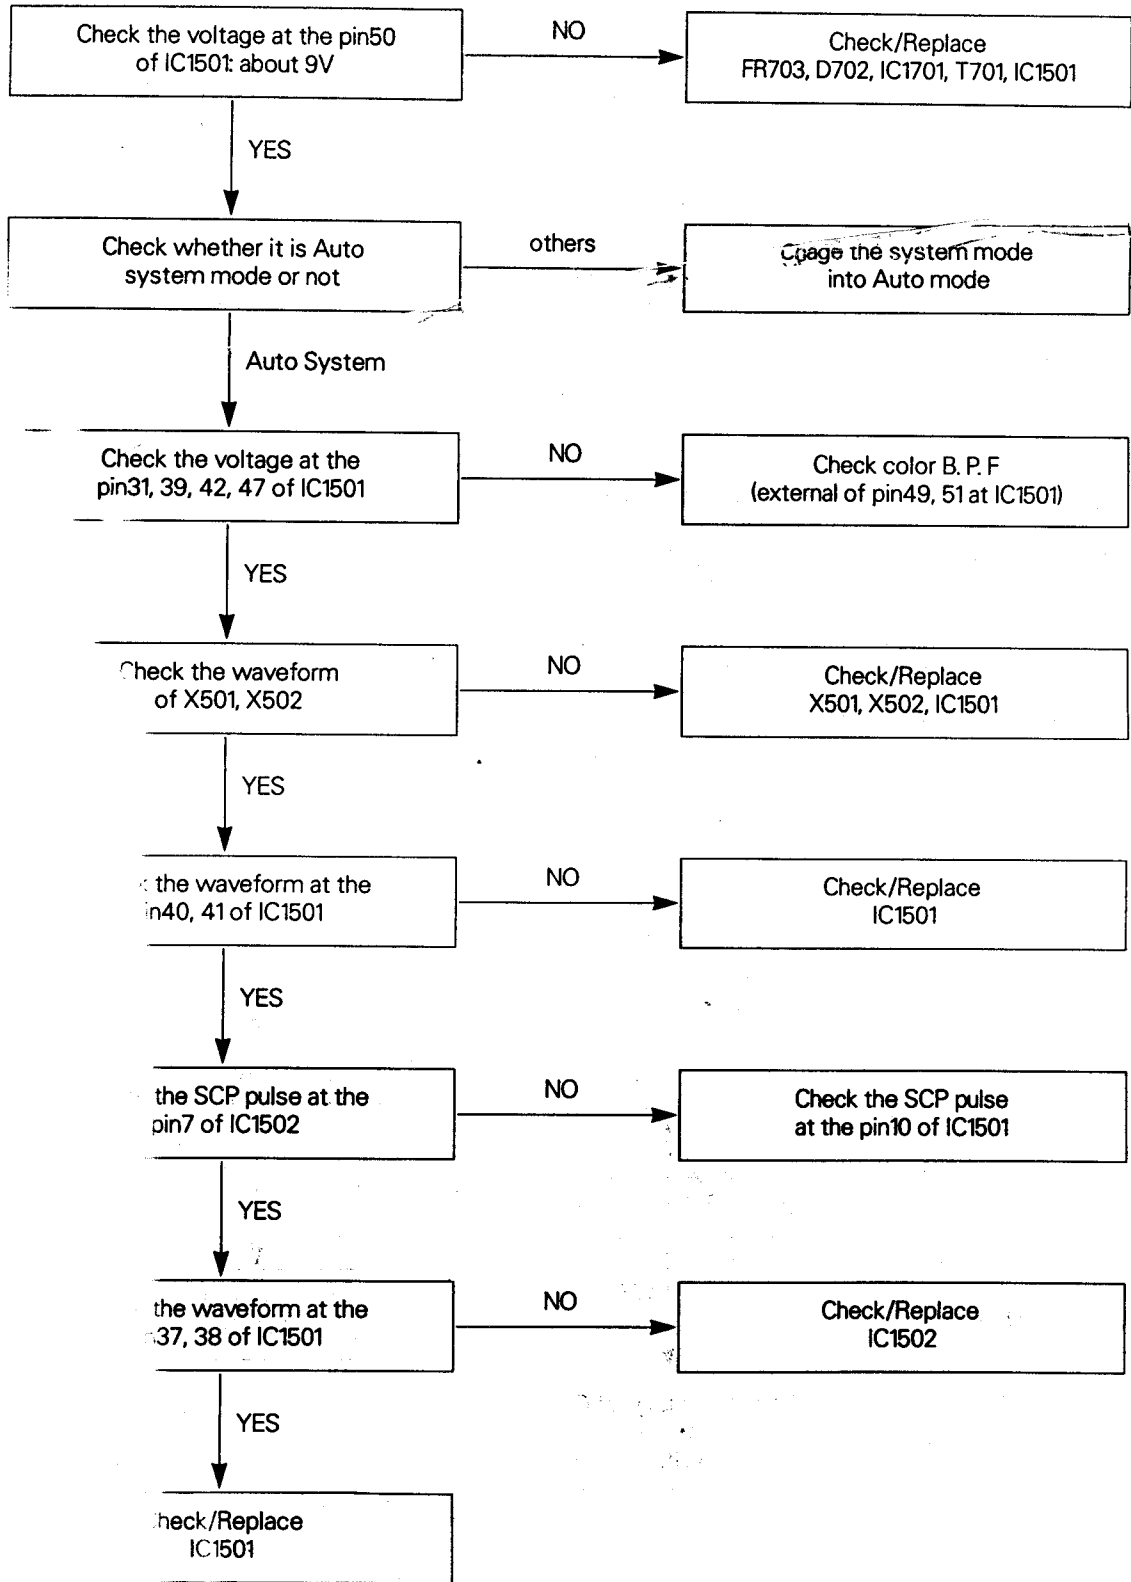 Check the voltage at the pin50
of IC1501: about 9V
NO
Check/Replace
FR703, D702, IC1701, T701, IC1501
YES
Check whether it is Auto
system mode or not
others
the system mode
into Auto mode
Auto System
Check the voltage at the
pin31, 39, 42, 47 of IC1501
NO
Check color B. P. F
(external of pin49, 51 at IC1501)
YES
Check the waveform
of X501, X502
NO
Check/Replace
X501, X502, IC1501
YES
the waveform at the
in40, 41 of IC1501
NO
Check/Replace
IC1501
YES
the SCP pulse at the
pin7 of IC1502
NO
Check the SCP pulse
at the pin10 of IC1501
YES
the waveform at the
37, 38 of IC1501
NO
Check/Replace
IC1502
YES
heck/Replace
IC1501